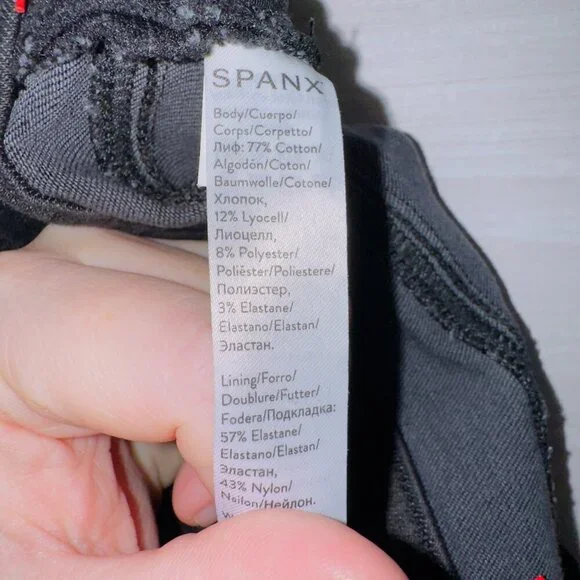 SPANX
Body/Cuerpo/
Corps/Corpetto/
Лиф: 77% Cotton/
Algodón/Coton/
Baumwolle/Cotone/
Хлопок,
12% Lyocell/
Лиоцелл,
8% Polyester/
Poliéster/Poliestere/
Полиэстер,
3% Elastane/
Elastano/Elastan/
Эластан.
Lining/Forro/
Doublure/Futter/
Fodera/Подкладка:
57% Elastane/
Elastano/Elastan/
Эластан,
43% Nylon/
Nailon/Нейлон.